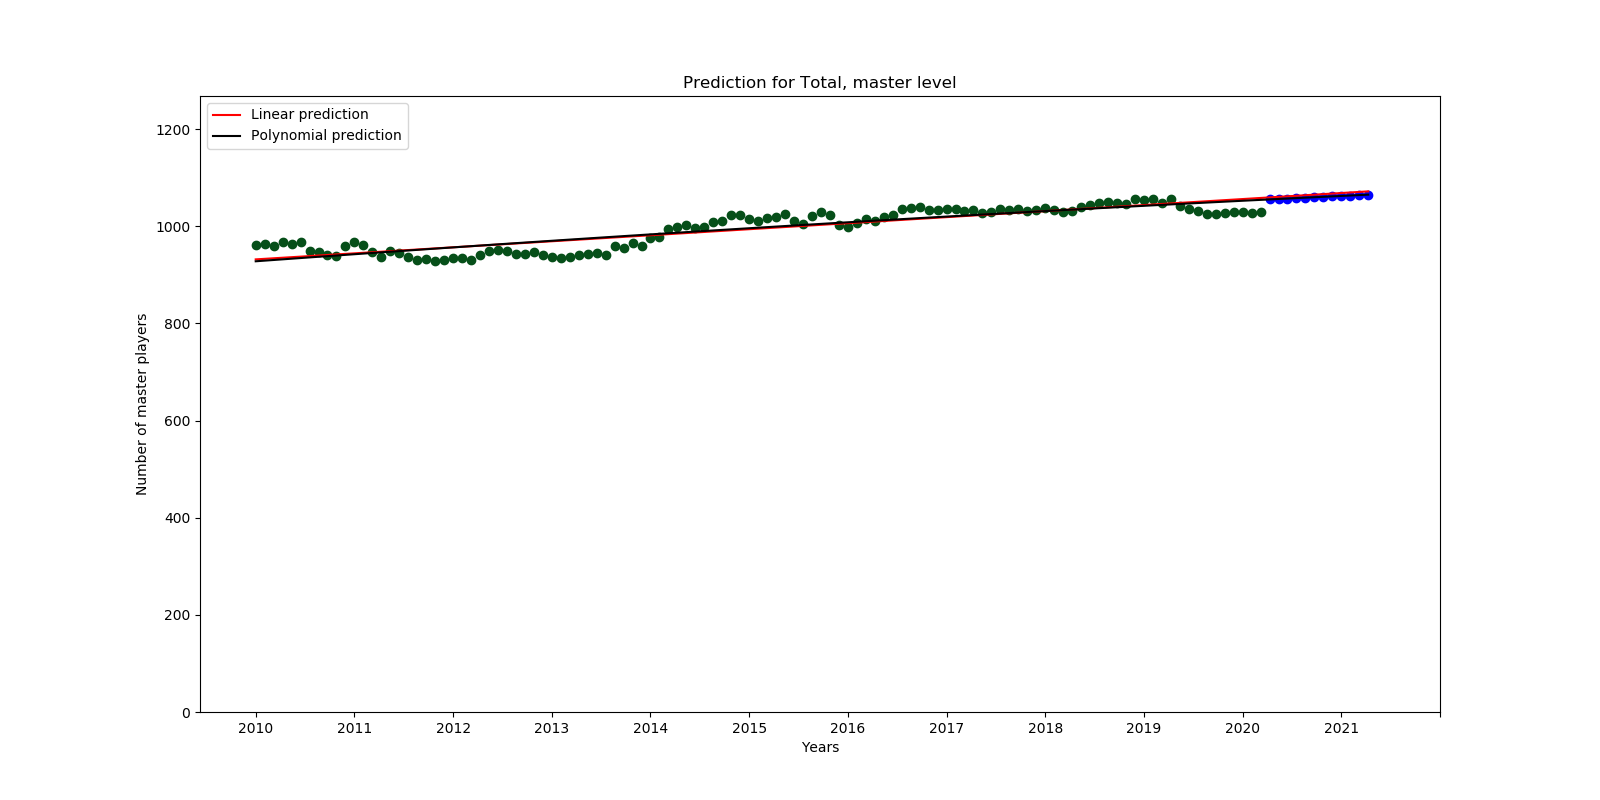 Prediction for Total, master level
Linear prediction
Polynomial prediction
Number of master players
1200
1000
800
600
400
200
0
2010 2011 2012 2013 2014 2015 2016 2017 2018 2019 2020 2021
Years